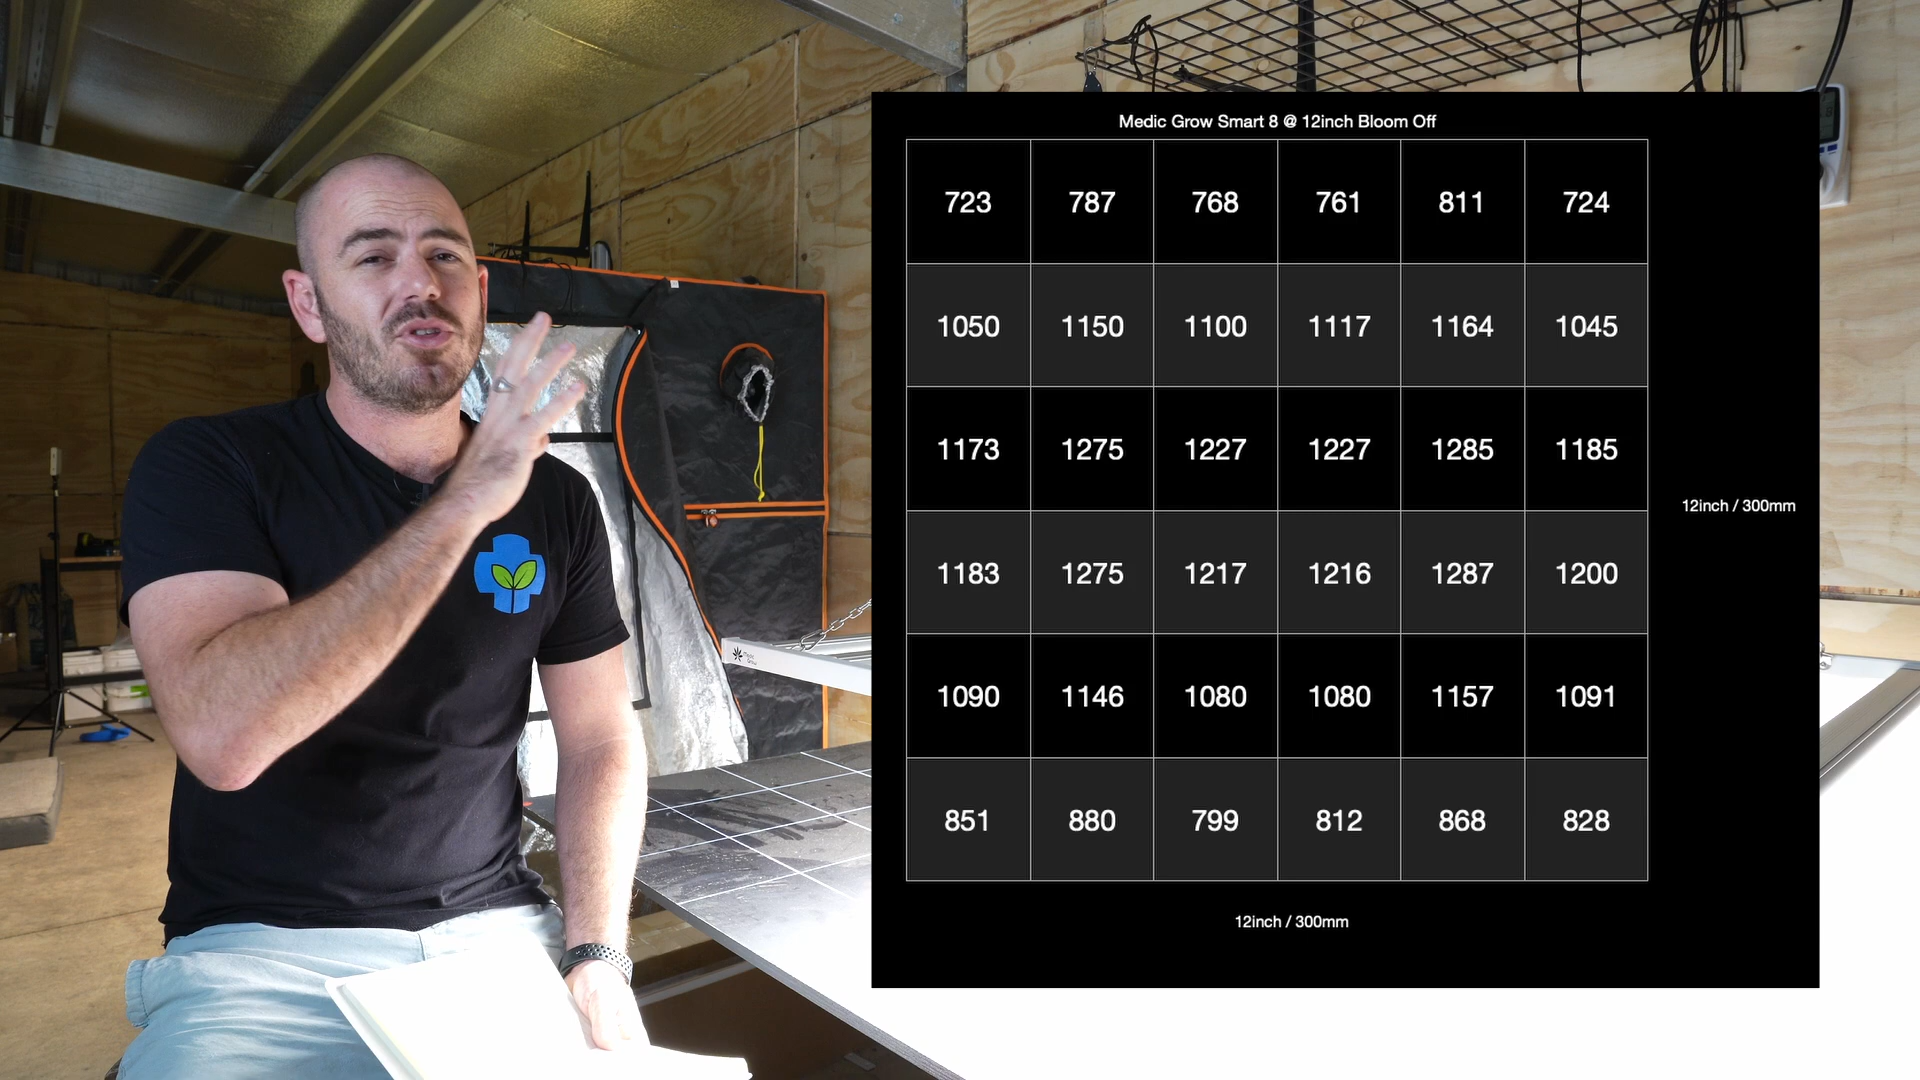 Medic Grow Smart 8 @ 12inch Bloom Off
723 787 768 761 811 724
1050 1150 1100 1117 1164 1045
1173 1275 1227 1227 1285 1185
12inch / 300mm
1183 1275 1217 1216 1287 1200
Medic
Grow
1090 1146 1080 1080 1157 1091
851 880 799 812 868 828
12inch / 300mm